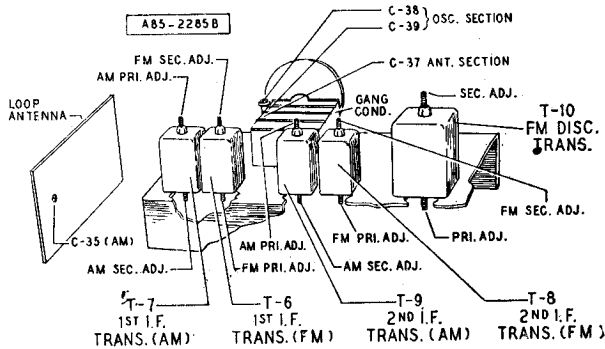 A85-2285B
C-38
C-39
OSC. SECTION
C-37 ANT. SECTION
FM SEC. ADJ.
AM PRI. ADJ.
LOOP
ANTENNA
GANG
COND.
SEC. ADJ.
T-10
FM DISC.
TRANS.
FM SEC. ADJ.
C-35 (AM)
AM PRI. ADJ.
FM PRI. ADJ.
PRI. ADJ.
AM SEC. ADJ.
FM PRI. ADJ.
AM SEC. ADJ.
T-7
1ST I.F.
TRANS. (AM)
T-6
1ST I.F.
TRANS. (FM)
T-9
2ND I.F.
TRANS. (AM)
T-8
2ND I.F.
TRANS. (FM)